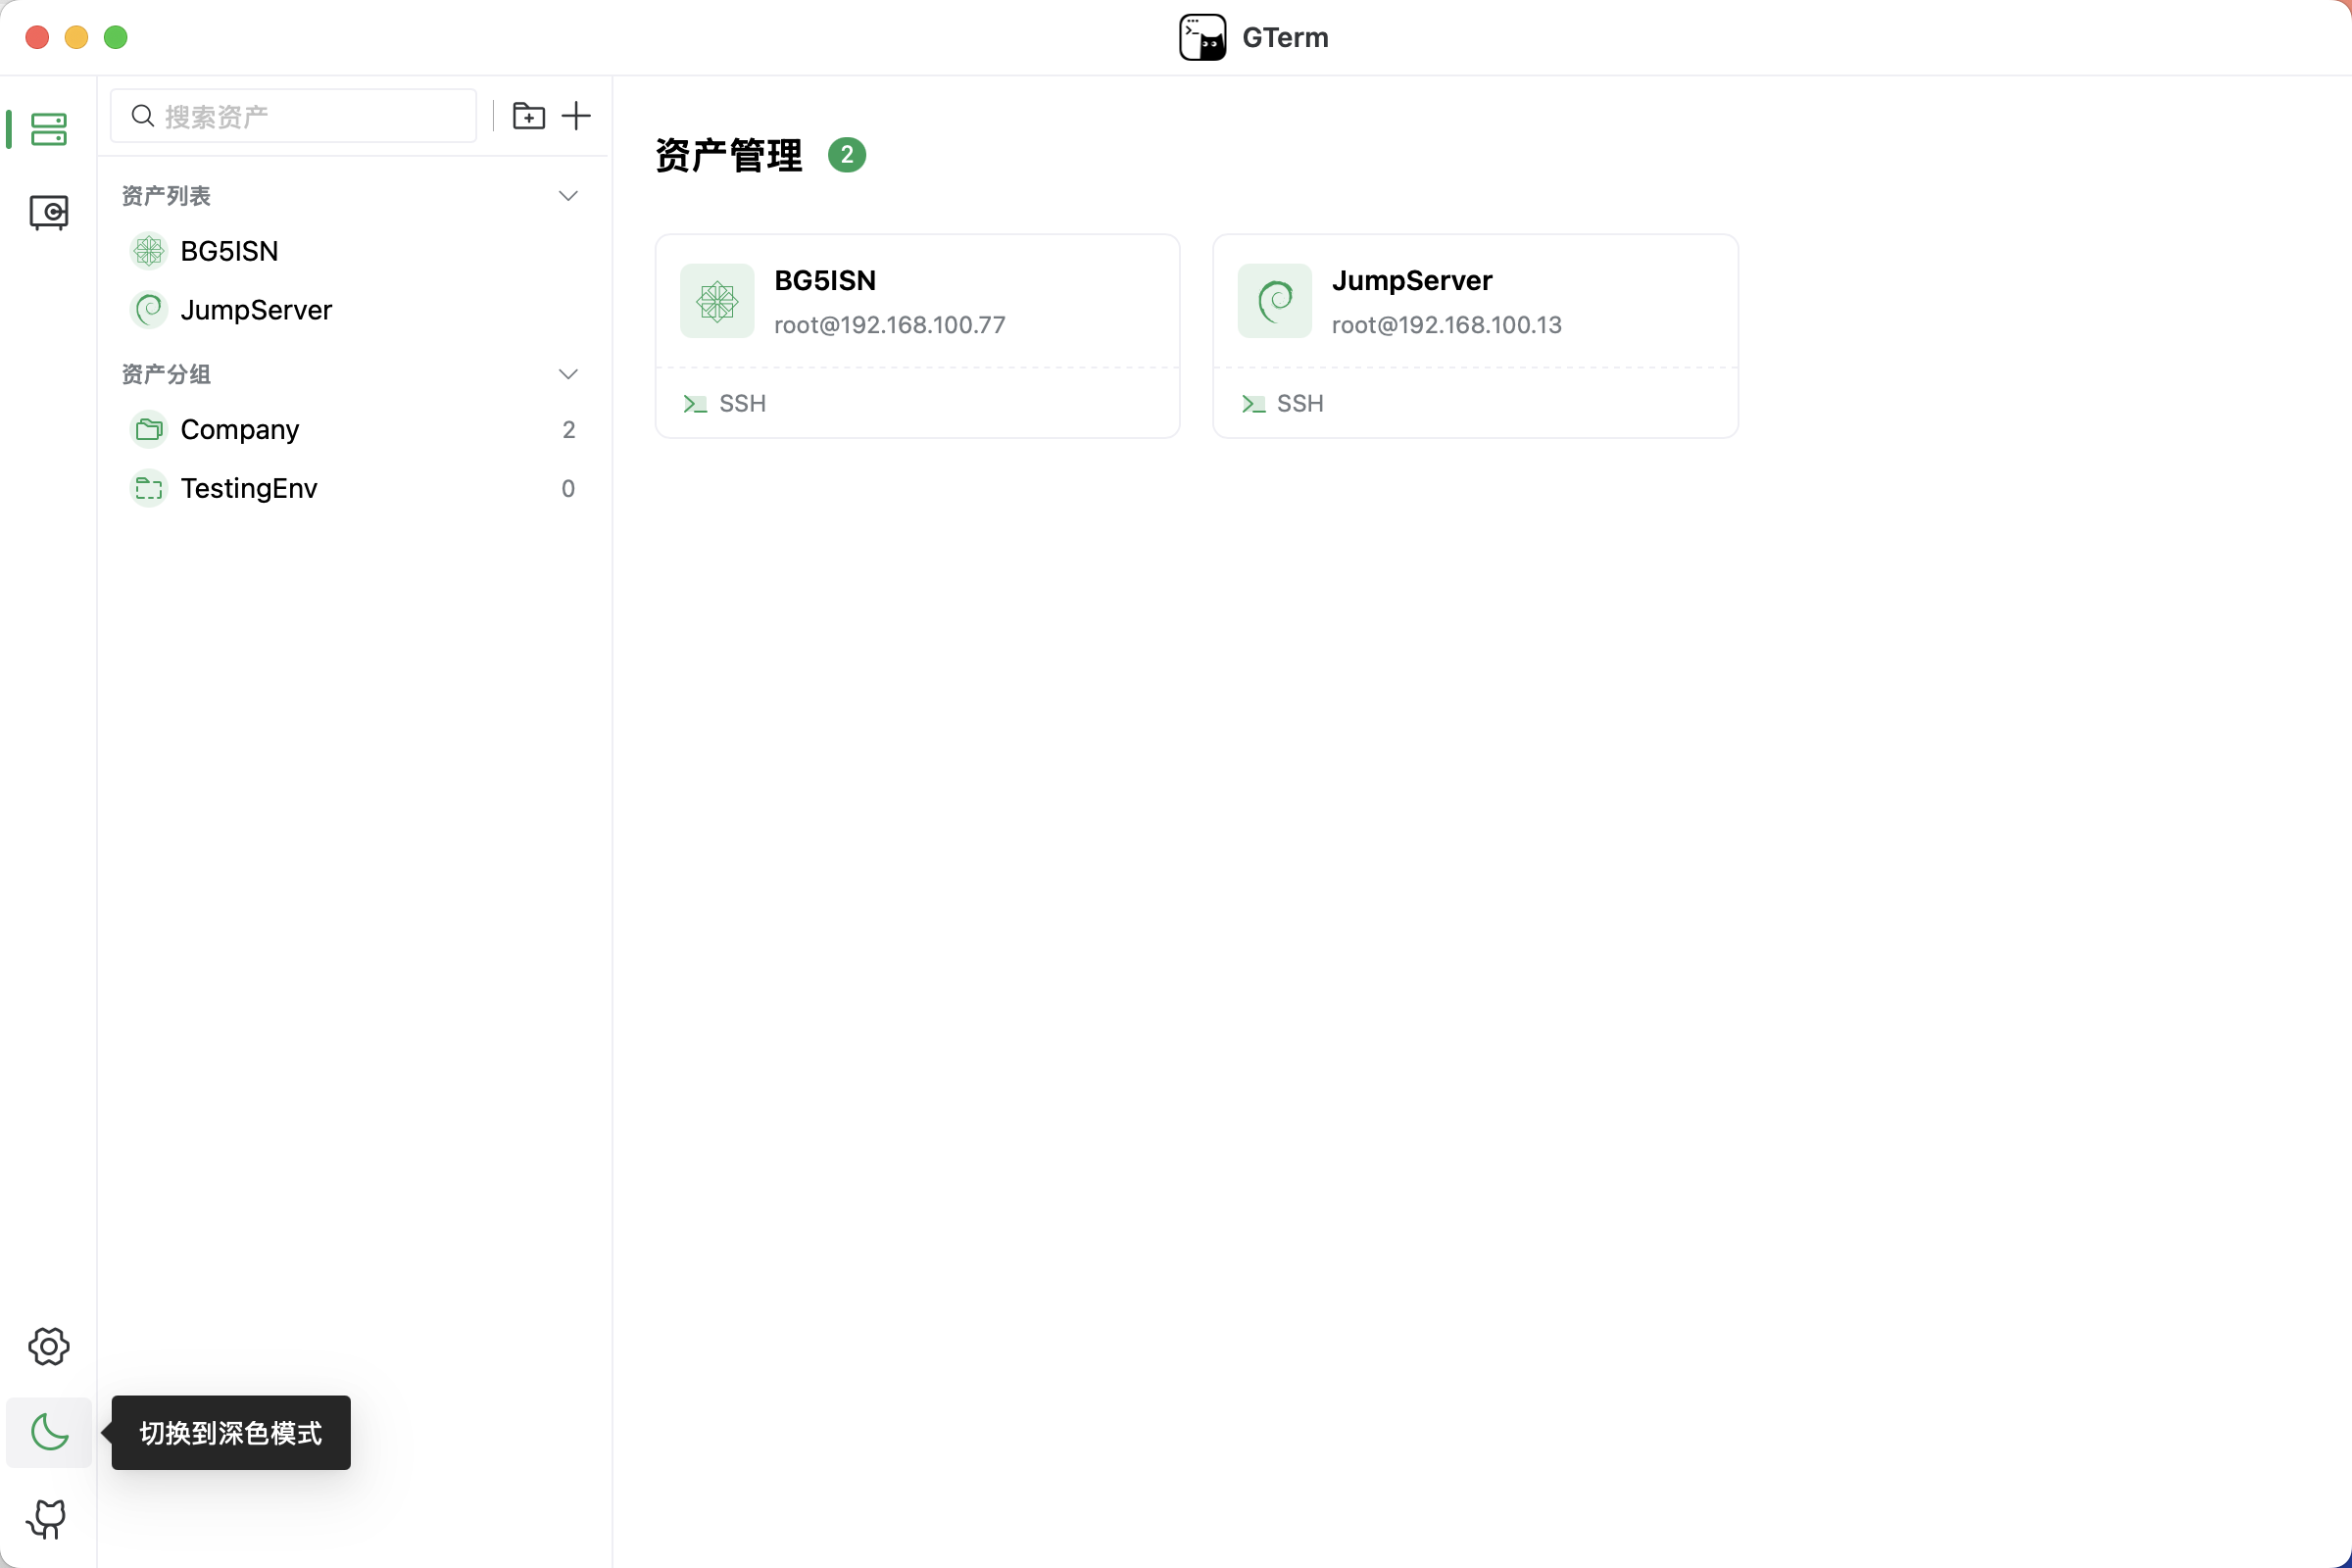 GTerm
搜索资产
资产列表
BG5ISN
JumpServer
资产分组
Company 2
TestingEnv 0
资产管理 2
BG5ISN
root@192.168.100.77
SSH
JumpServer
root@192.168.100.13
SSH
切换到深色模式